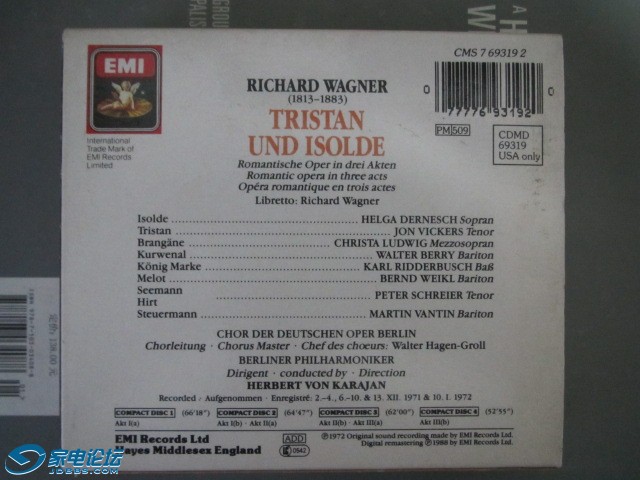 CMS 7 69319 2
EMI
International
Trade Mark of
EMI Records
Limited
RICHARD WAGNER
(1813–1883)
TRISTAN
UND ISOLDE
Romantische Oper in drei Akten
Romantic opera in three acts
Opéra romantique en trois actes
Libretto: Richard Wagner
0 77776 93192 0
PM 509
CDMD
69319
USA only
Isolde HELGA DERNESCH Sopran
Tristan JON VICKERS Tenor
Brangäne CHRISTA LUDWIG Mezzosopran
Kurwenal WALTER BERRY Bariton
König Marke KARL RIDDERBUSCH Baß
Melot BERND WEIKL Bariton
Seemann
Hirt PETER SCHREIER Tenor
Steuermann MARTIN VANTIN Bariton
CHOR DER DEUTSCHEN OPER BERLIN
Chorleitung · Chorus Master · Chef des choeurs: Walter Hagen-Groll
BERLINER PHILHARMONIKER
Dirigent · conducted by · Direction
HERBERT VON KARAJAN
Recorded / Aufgenommen · Enregistré: 2.–4., 6.–10. & 13. XII. 1971 & 10. I. 1972
COMPACT DISC 1 (66'18") COMPACT DISC 2 (64'47") COMPACT DISC 3 (62'00") COMPACT DISC 4 (52'55")
Akt I(a) Akt I(b) · Akt II(a) Akt II(b) · Akt III(a) Akt III(b)
EMI Records Ltd
Hayes Middlesex England
ADD
0542
℗1972 Original sound recording made by EMI Records Ltd.
Digital remastering ℗1988 by EMI Records Ltd.
家电论坛
JDBBS.COM